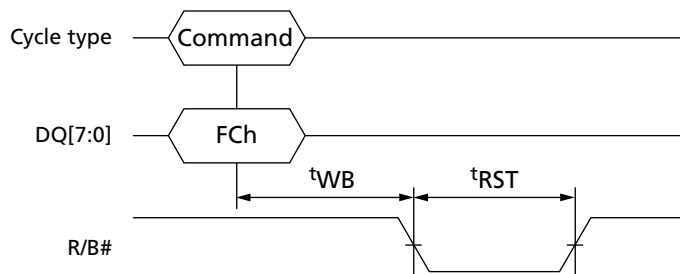 Cycle type
Command
DQ[7:0]
FCh
tWB
tRST
R/B#